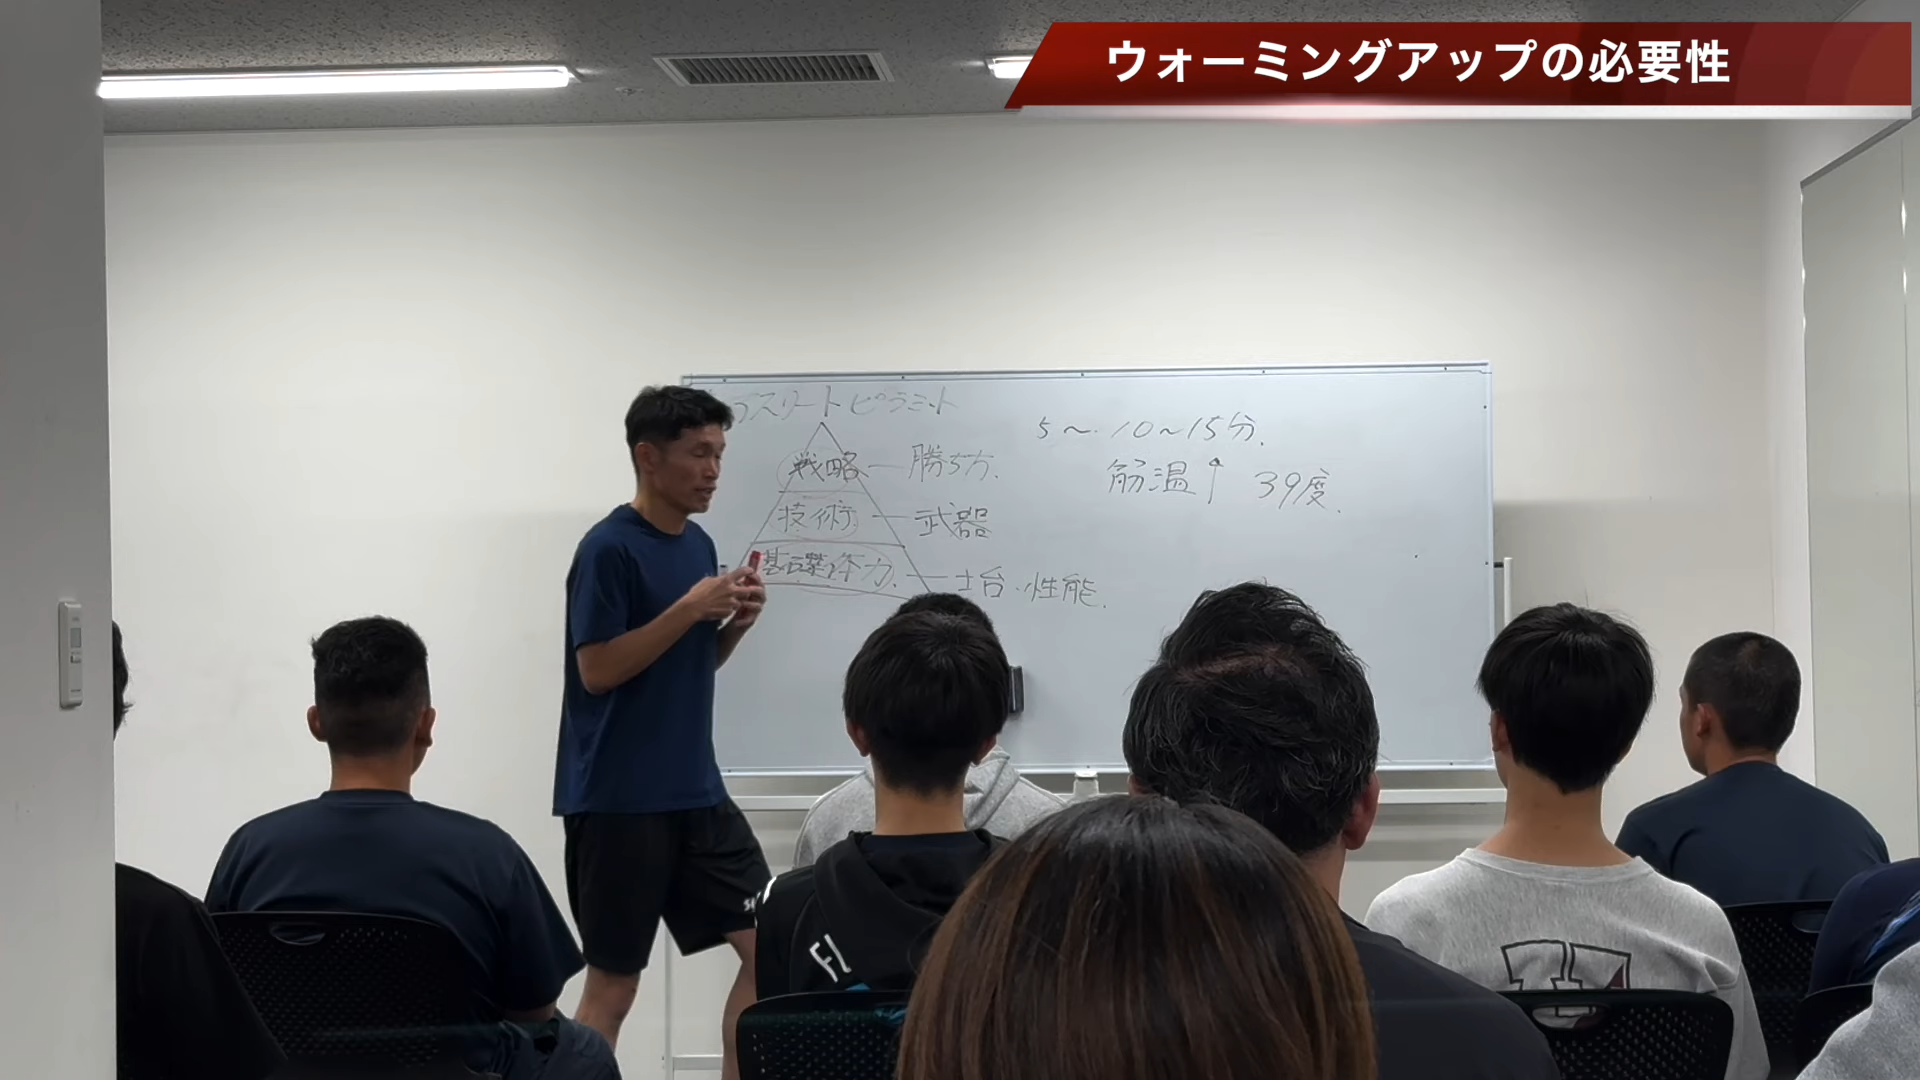 ウォーミングアップの必要性
スリートピラミット
5〜10〜15分.
戦略 — 勝ち方.
筋温↑ 39度.
技術 — 武器
基礎体力. — 土台・性能.
FJ